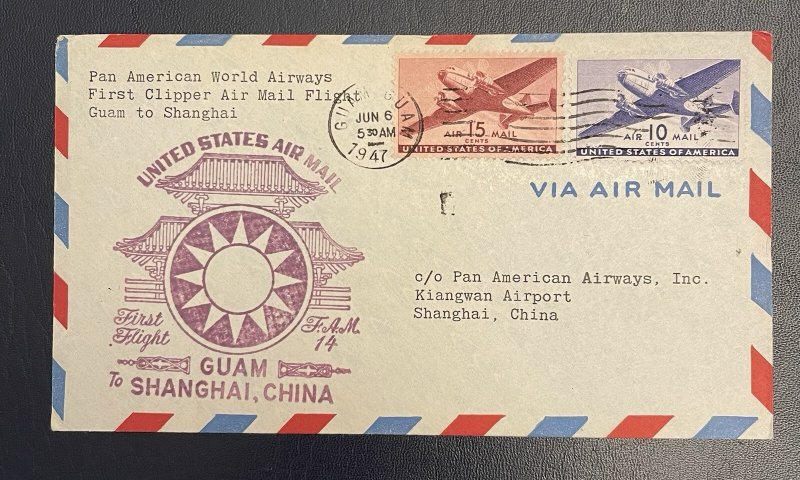 Pan American World Airways
First Clipper Air Mail Flight
Guam to Shanghai
GUAM, GUAM
JUN 6
5 30 AM
1947
AIR 15 MAIL
CENTS
UNITED STATES OF AMERICA
AIR 10 MAIL
CENTS
UNITED STATES OF AMERICA
VIA AIR MAIL
UNITED STATES AIR MAIL
First
Flight
F.A.M.
14
GUAM
To SHANGHAI, CHINA
c/o Pan American Airways, Inc.
Kiangwan Airport
Shanghai, China